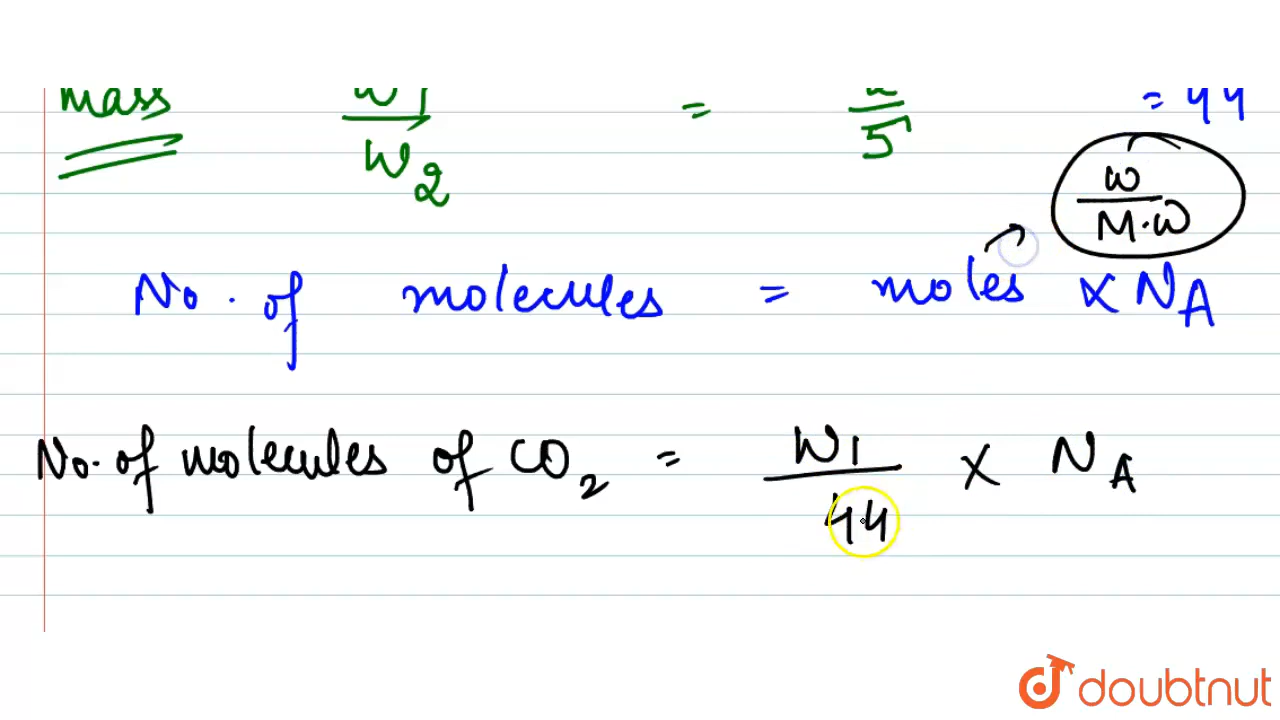 mass W1/W2 = /5 = 44
w/M.W
No. of molecules = moles × NA
No. of molecules of CO2 = W1/44 × NA
doubtnut